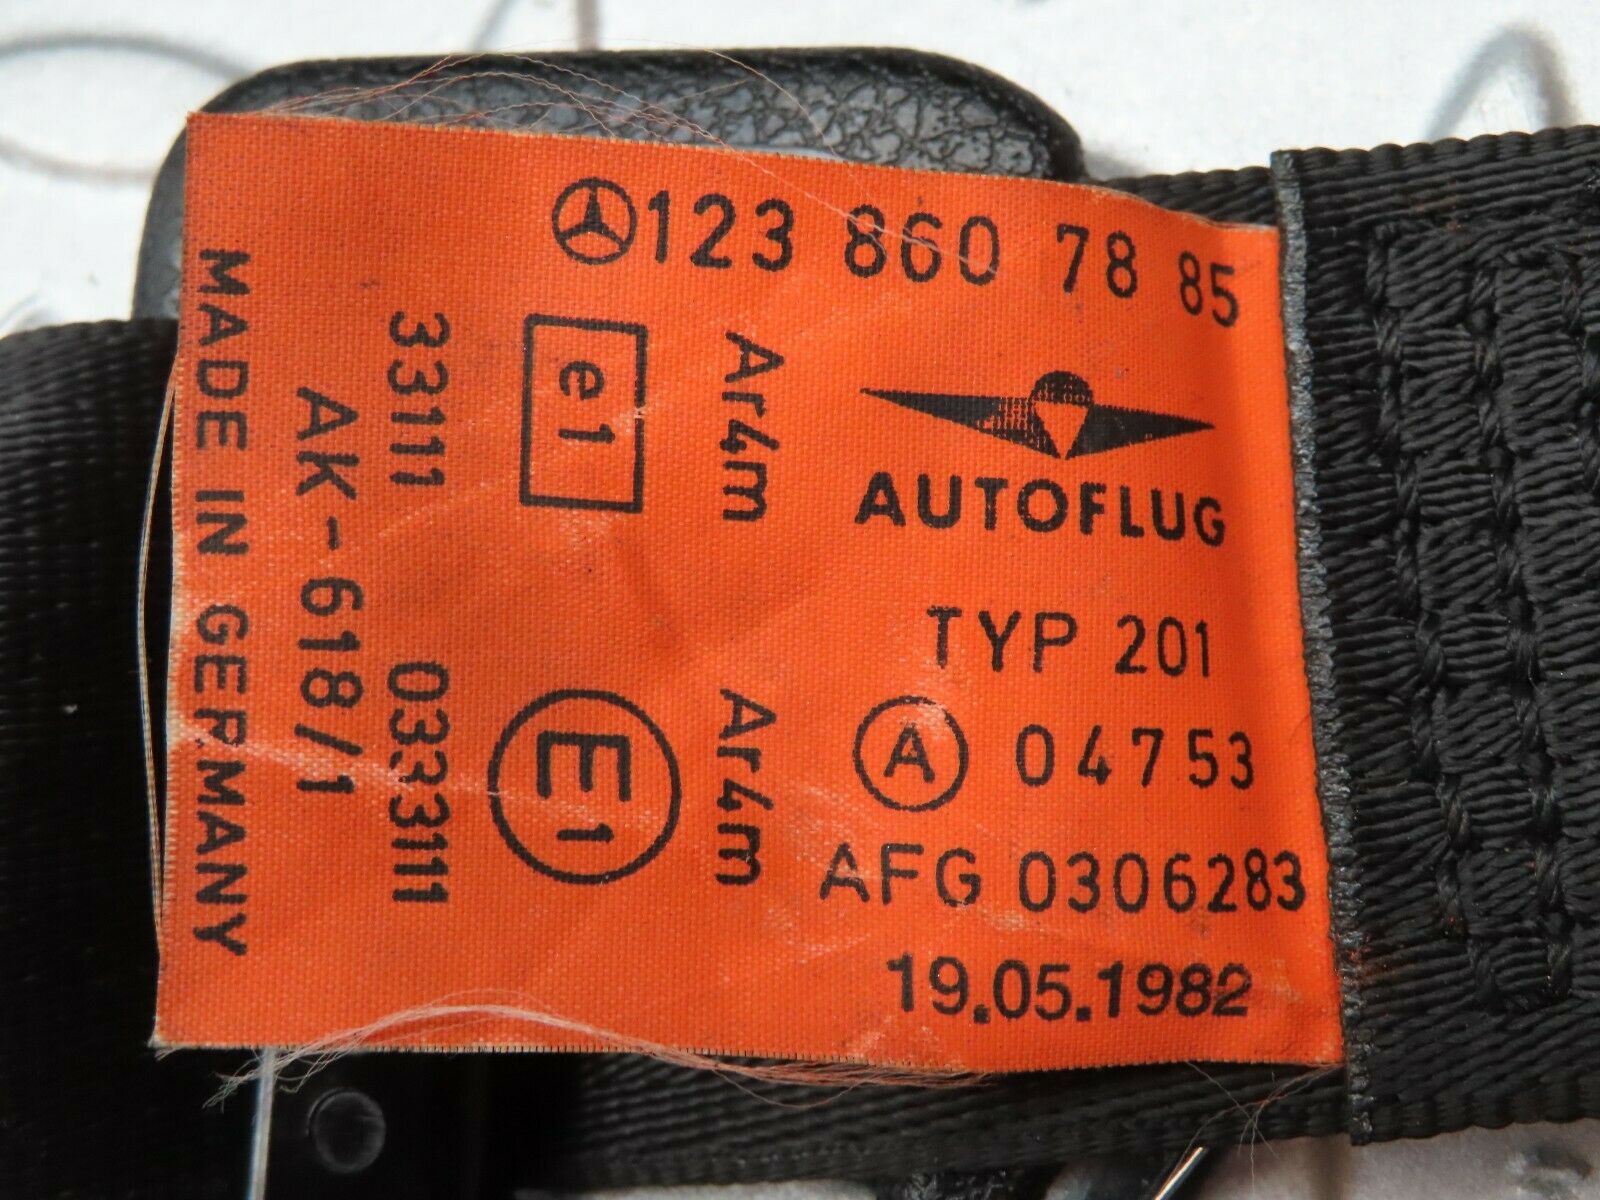 123 860 78 85
AUTOFLUG
TYP 201
A 04753
AFG 0306283
19.05.1982
Ar4m Ar4m
e1 E1
33111 033111
AK-618/1
MADE IN GERMANY